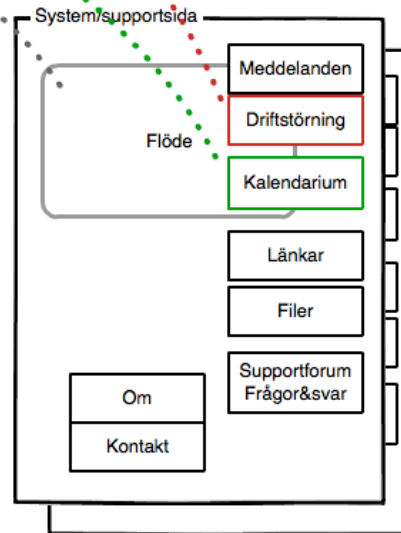 System/supportsida
Meddelanden
Driftstörning
Flöde
Kalendarium
Länkar
Filer
Supportforum
Frågor&svar
Om
Kontakt